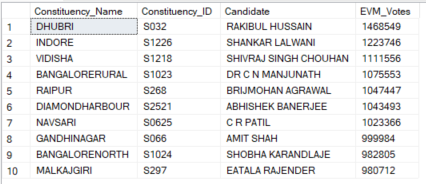 Constituency_Name Constituency_ID Candidate EVM_Votes
1 DHUBRI S032 RAKIBUL HUSSAIN 1468549
2 INDORE S1226 SHANKAR LALWANI 1223746
3 VIDISHA S1218 SHIVRAJ SINGH CHOUHAN 1111556
4 BANGALORERURAL S1023 DR C N MANJUNATH 1075553
5 RAIPUR S268 BRIJMOHAN AGRAWAL 1047447
6 DIAMONDHARBOUR S2521 ABHISHEK BANERJEE 1043493
7 NAVSARI S0625 C R PATIL 1023366
8 GANDHINAGAR S066 AMIT SHAH 999984
9 BANGALORENORTH S1024 SHOBHA KARANDLAJE 982805
10 MALKAJGIRI S297 EATALA RAJENDER 980712